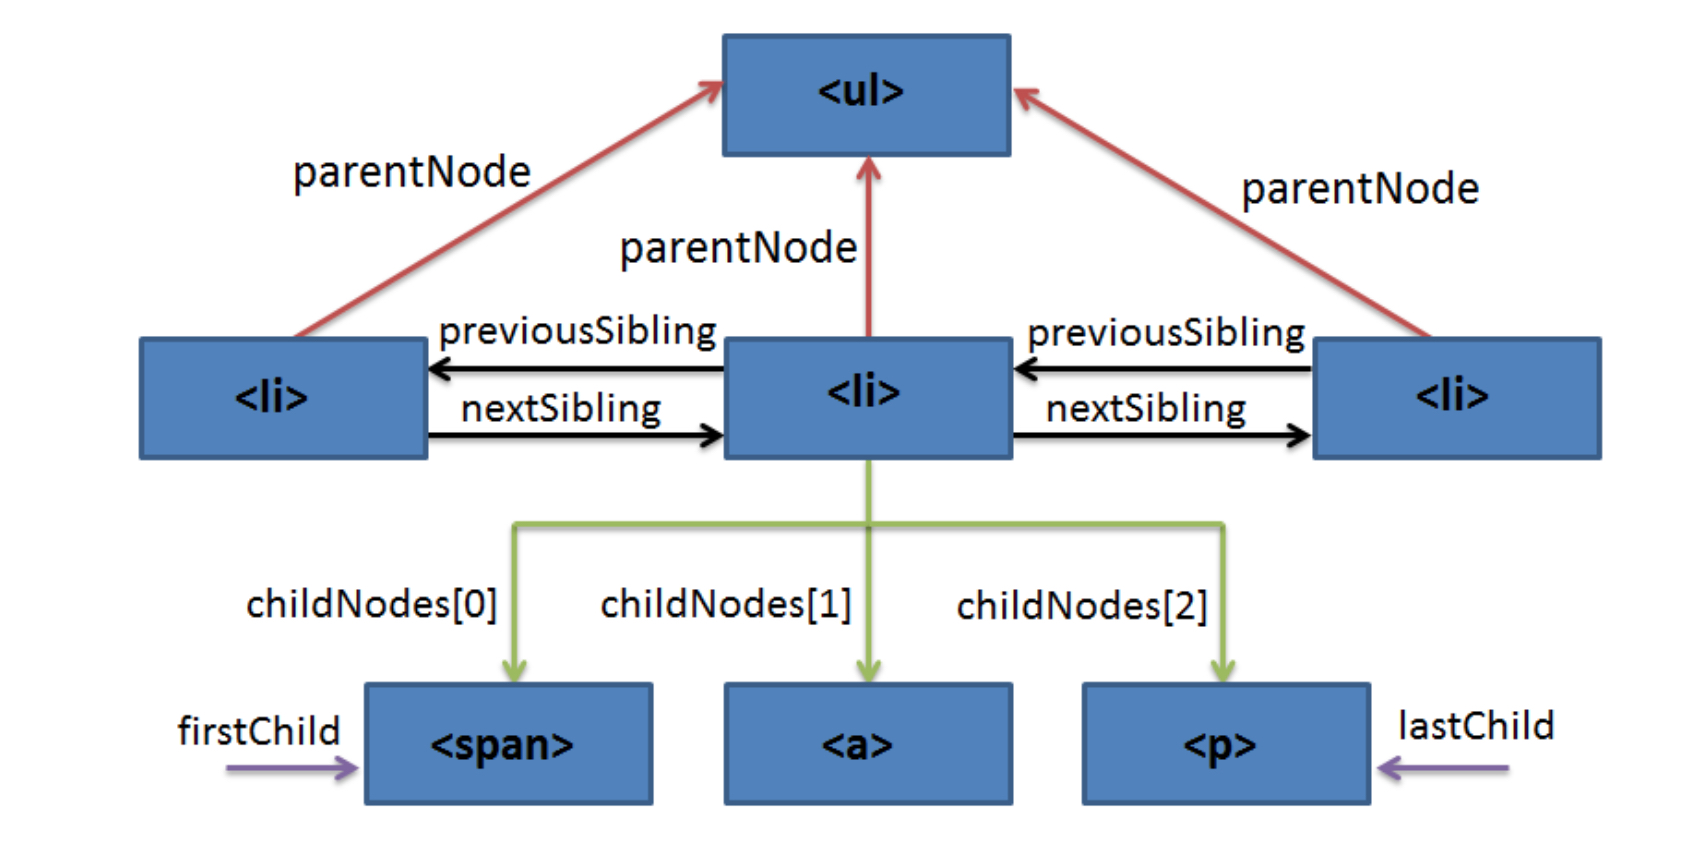 <ul>
parentNode
parentNode
parentNode
previousSibling
previousSibling
<li>
<li>
<li>
nextSibling
nextSibling
childNodes[0]
childNodes[1]
childNodes[2]
firstChild
<span>
<a>
<p>
lastChild